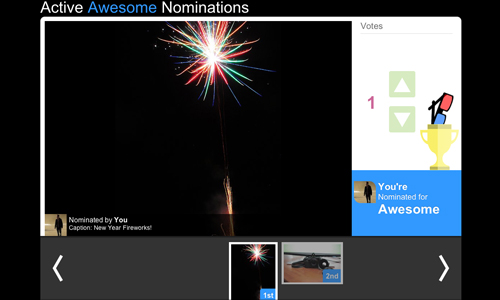 Active Awesome Nominations
Votes
1
You're
Nominated for
Awesome
Nominated by You
Caption: New Year Fireworks!
1st
2nd